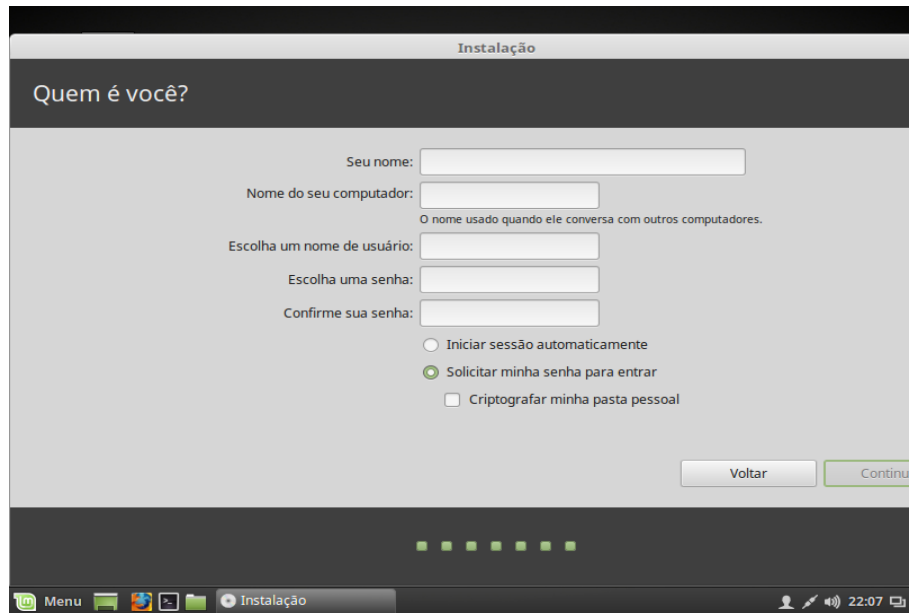 Instalação
Quem é você?
Seu nome:
Nome do seu computador:
O nome usado quando ele conversa com outros computadores.
Escolha um nome de usuário:
Escolha uma senha:
Confirme sua senha:
Iniciar sessão automaticamente
Solicitar minha senha para entrar
Criptografar minha pasta pessoal
Voltar Continu
Menu Instalação 22:07